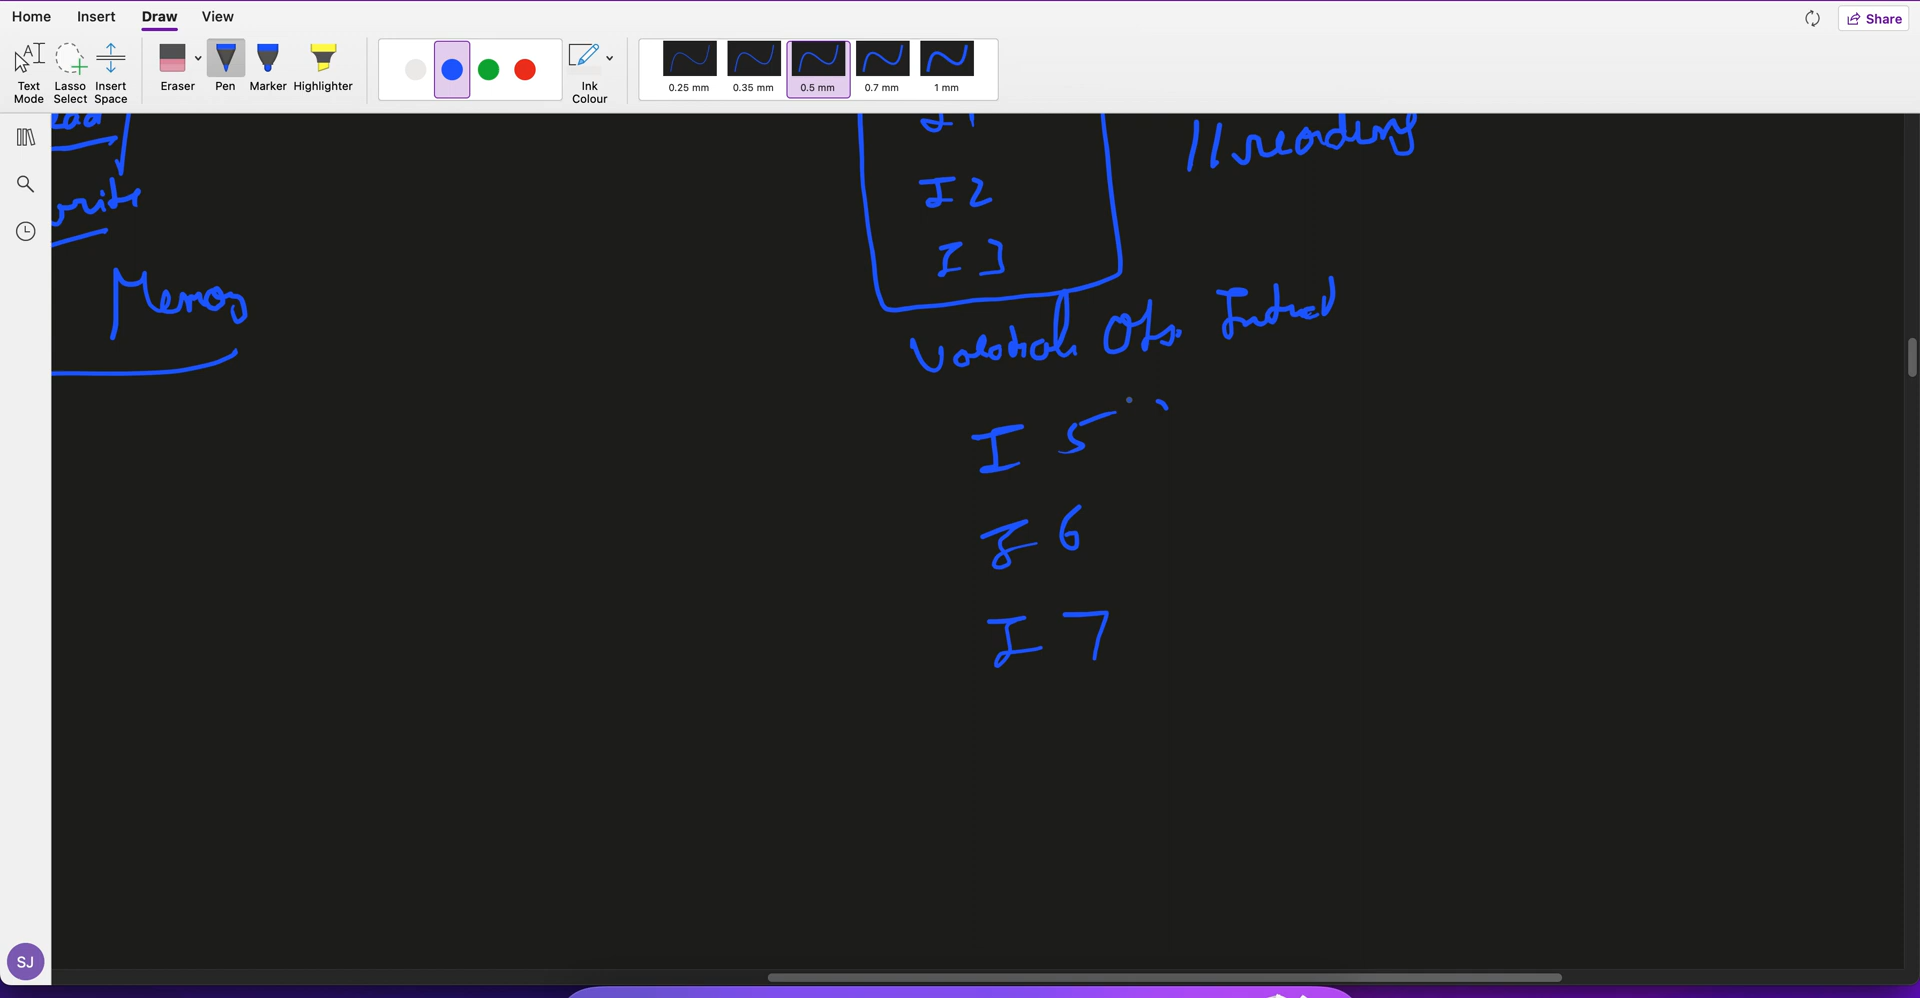 Home Insert Draw View
Share
Text Mode
Lasso Select
Insert Space
Eraser
Pen
Marker
Highlighter
Ink Colour
0.25 mm
0.35 mm
0.5 mm
0.7 mm
1 mm
write
Memory
I 2
I 3
// reading
I 5
I 6
I 7
SJ